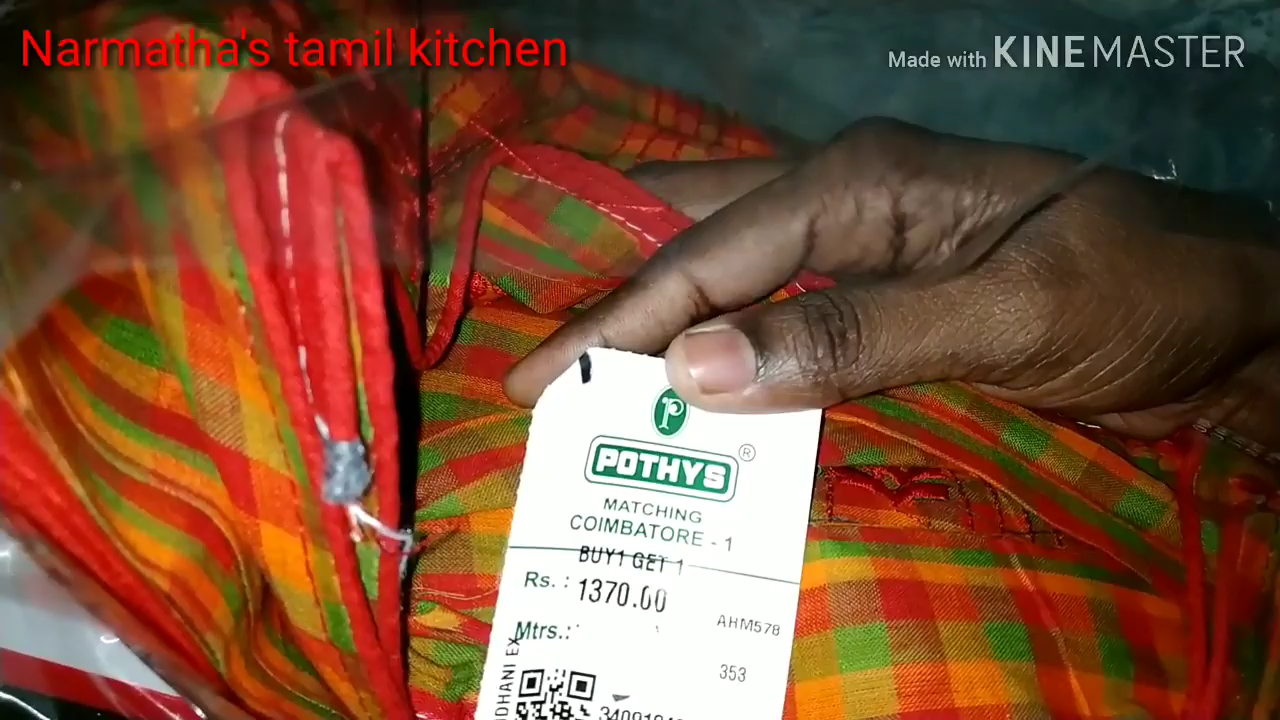 Narmatha's tamil kitchen
Made with KINEMASTER
p
POTHYS ®
MATCHING
COIMBATORE - 1
BUY1 GET 1
Rs. : 1370.00
AHM578
Mtrs.:
353